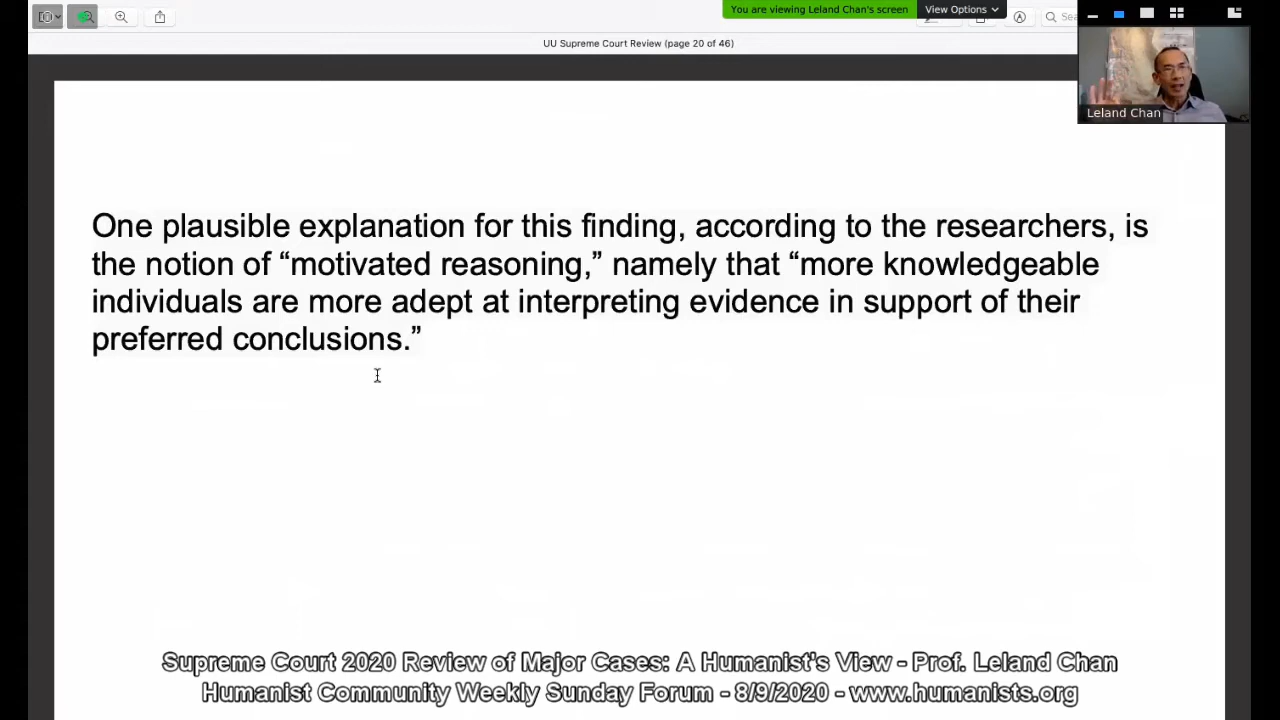 You are viewing Leland Chan's screen
View Options
UU Supreme Court Review (page 20 of 46)
Leland Chan
One plausible explanation for this finding, according to the researchers, is
the notion of “motivated reasoning,” namely that “more knowledgeable
individuals are more adept at interpreting evidence in support of their
preferred conclusions.”
Supreme Court 2020 Review of Major Cases: A Humanist's View - Prof. Leland Chan
Humanist Community Weekly Sunday Forum - 8/9/2020 - www.humanists.org